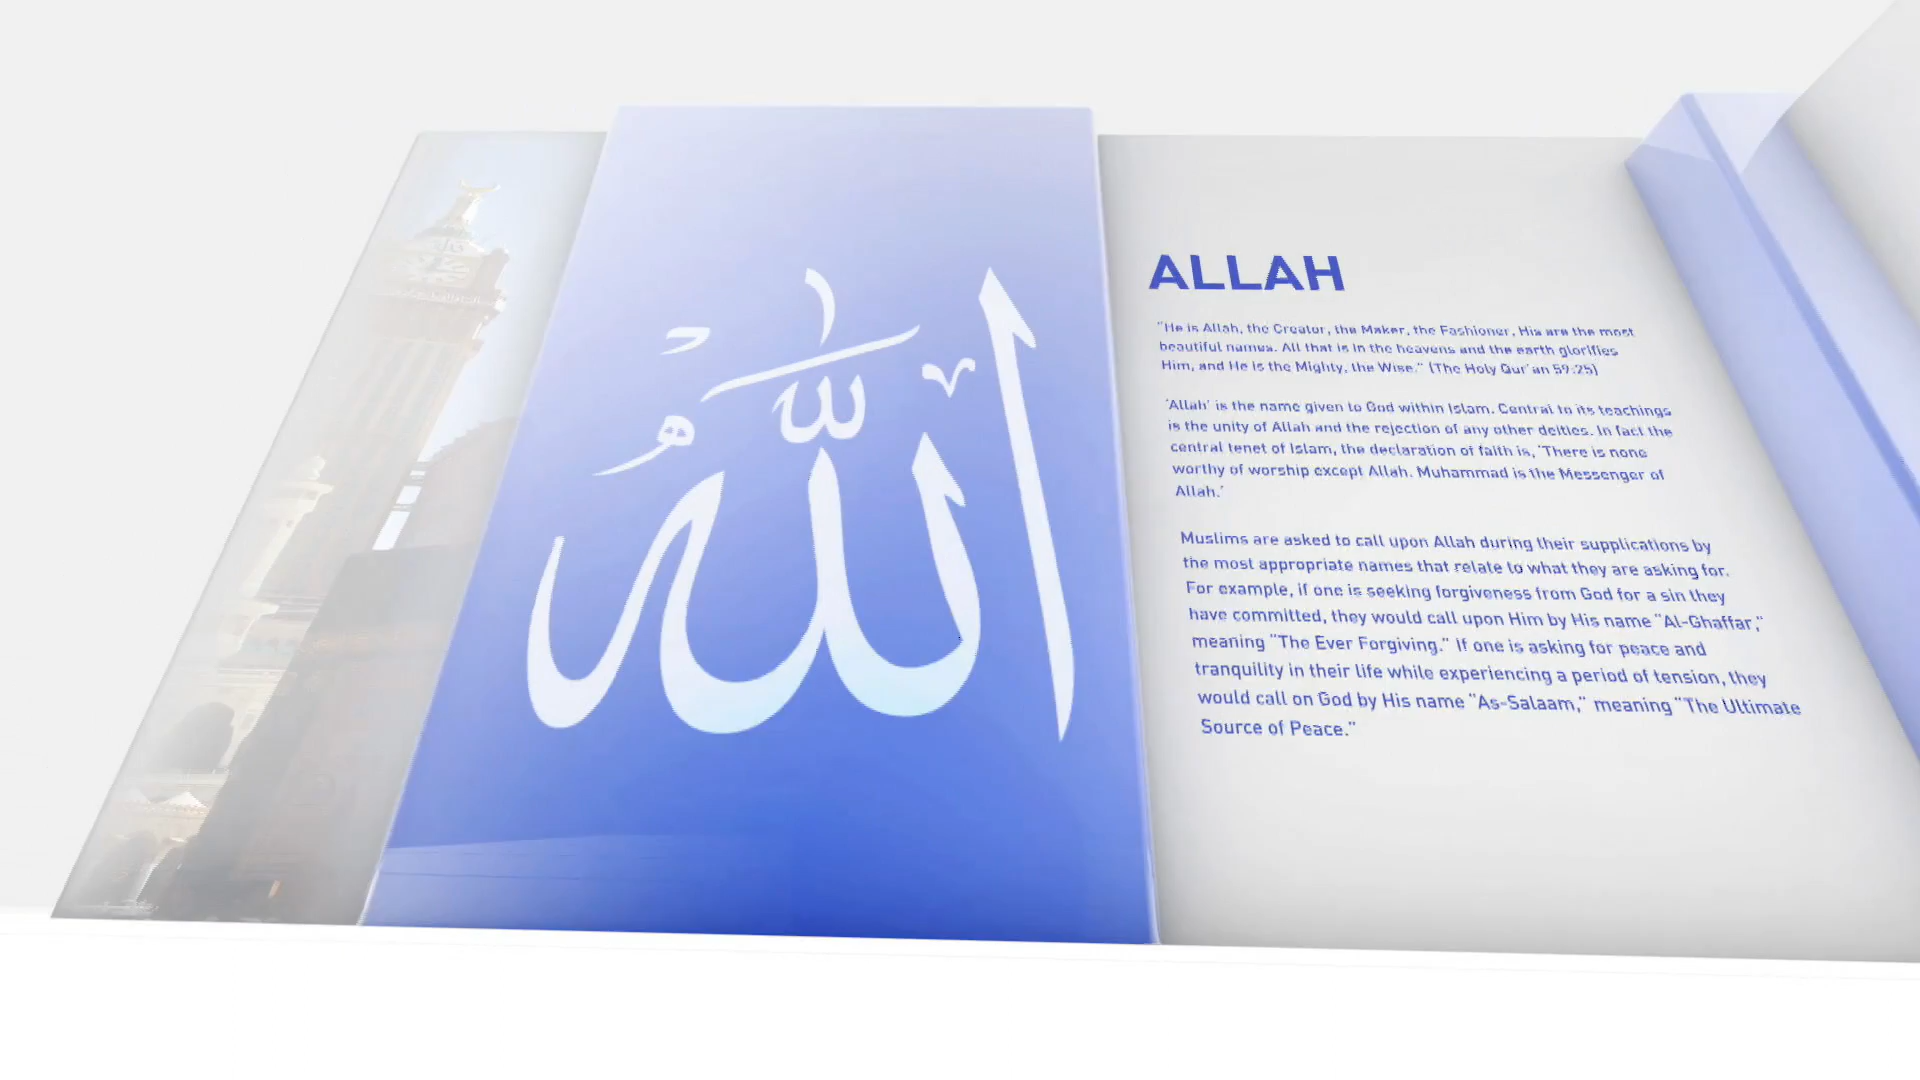 اللّٰه
ALLAH
"He is Allah, the Creator, the Maker, the Fashioner, His are the most
beautiful names. All that is in the heavens and the earth glorifies
Him, and He is the Mighty, the Wise." (The Holy Qur'an 59:25)
'Allah' is the name given to God within Islam. Central to its teachings
is the unity of Allah and the rejection of any other deities. In fact the
central tenet of Islam, the declaration of faith is, 'There is none
worthy of worship except Allah. Muhammad is the Messenger of
Allah.'
Muslims are asked to call upon Allah during their supplications by
the most appropriate names that relate to what they are asking for.
For example, if one is seeking forgiveness from God for a sin they
have committed, they would call upon Him by His name "Al-Ghaffar,"
meaning "The Ever Forgiving." If one is asking for peace and
tranquility in their life while experiencing a period of tension, they
would call on God by His name "As-Salaam," meaning "The Ultimate
Source of Peace."